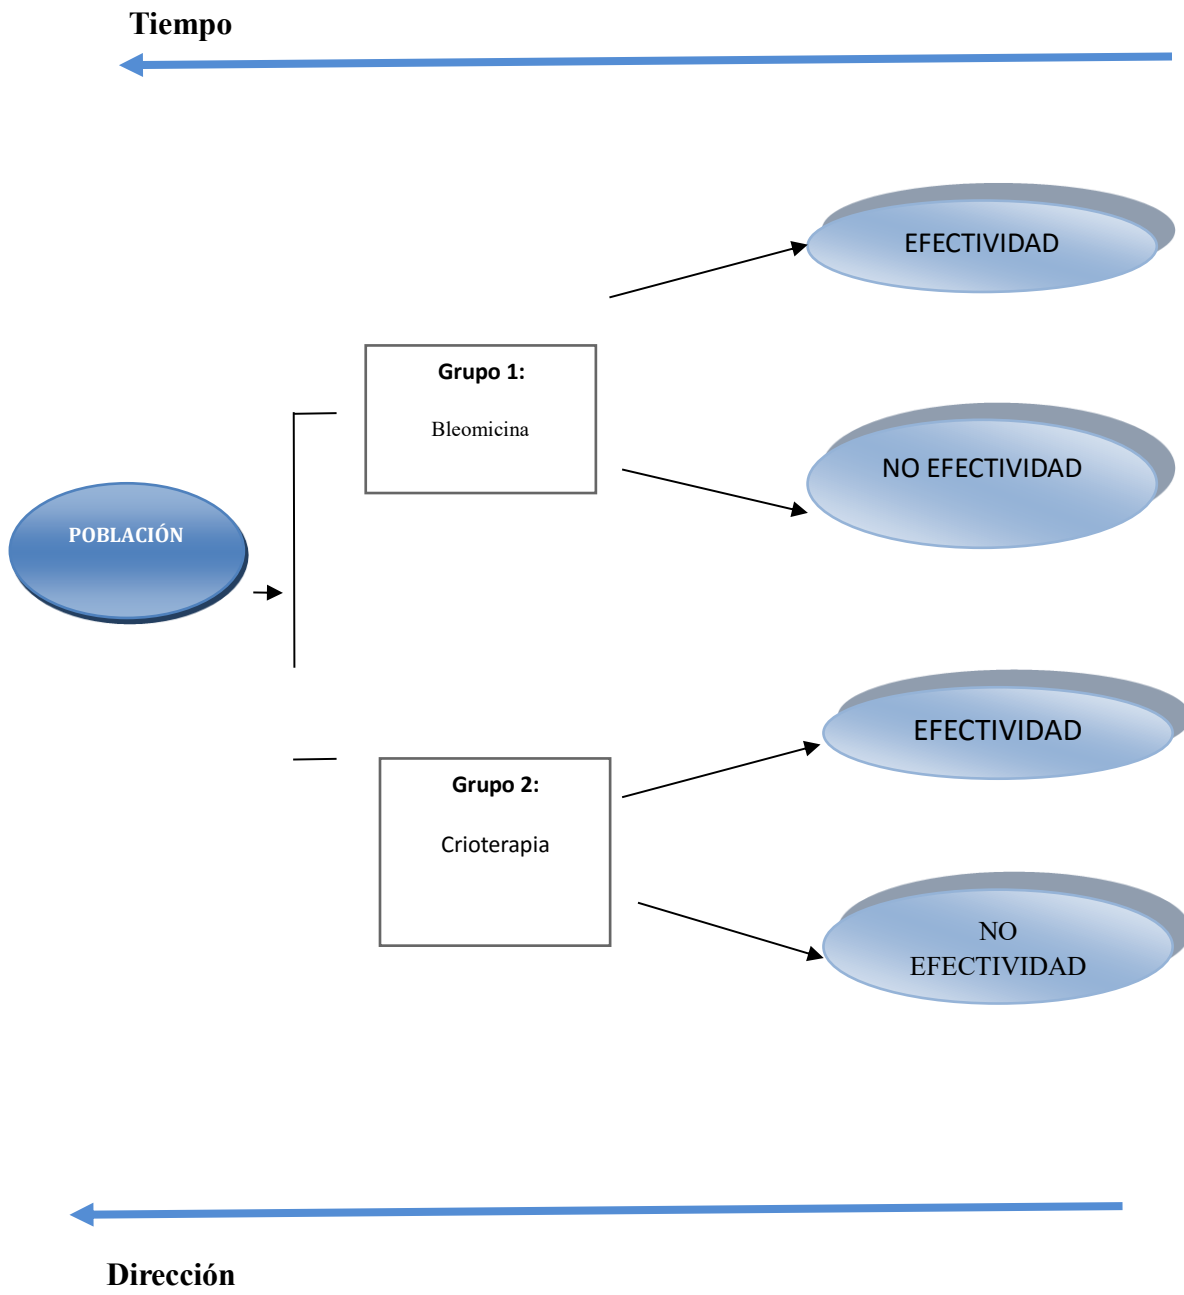 Tiempo
EFECTIVIDAD
Grupo 1:
Bleomicina
NO EFECTIVIDAD
POBLACIÓN
EFECTIVIDAD
Grupo 2:
Crioterapia
NO
EFECTIVIDAD
Dirección